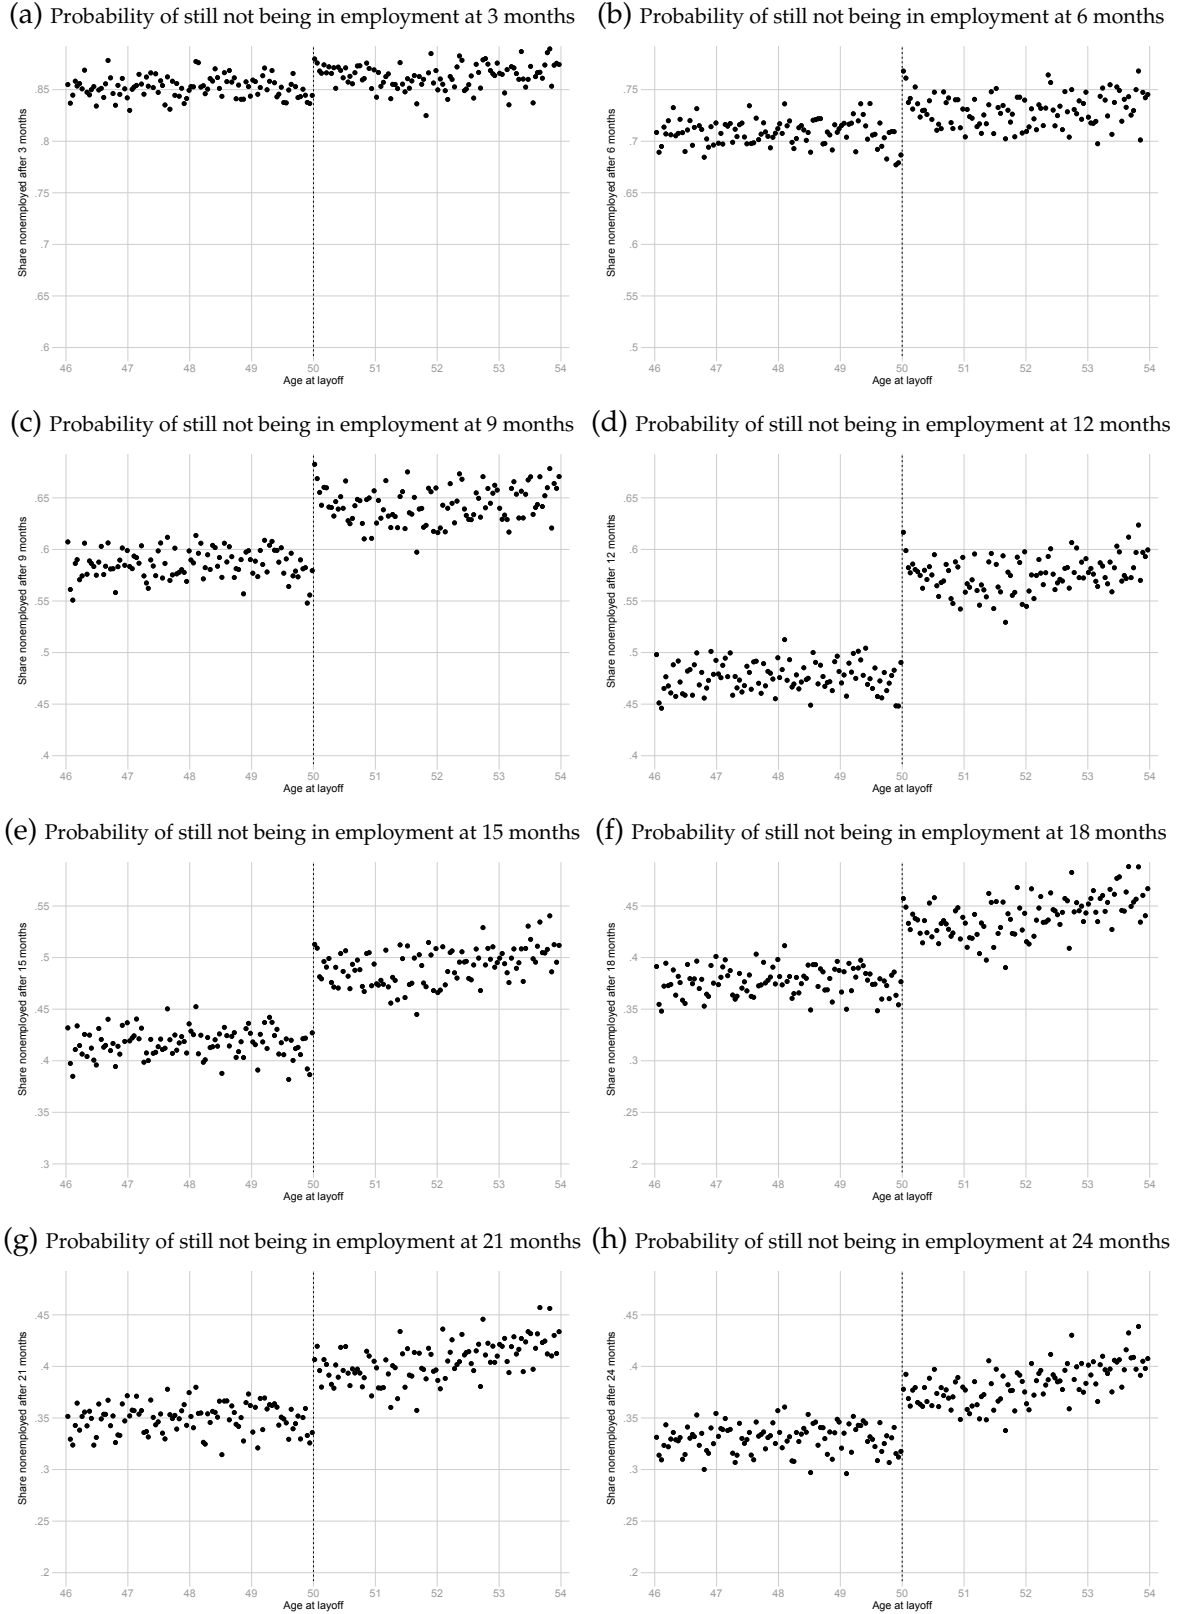 (a) Probability of still not being in employment at 3 months
Share nonemployed after 3 months
.85
.8
.75
.7
.65
.6
46 47 48 49 50 51 52 53 54
Age at layoff
(b) Probability of still not being in employment at 6 months
Share nonemployed after 6 months
.75
.7
.65
.6
.55
.5
46 47 48 49 50 51 52 53 54
Age at layoff
(c) Probability of still not being in employment at 9 months
Share nonemployed after 9 months
.65
.6
.55
.5
.45
.4
46 47 48 49 50 51 52 53 54
Age at layoff
(d) Probability of still not being in employment at 12 months
Share nonemployed after 12 months
.65
.6
.55
.5
.45
.4
46 47 48 49 50 51 52 53 54
Age at layoff
(e) Probability of still not being in employment at 15 months
Share nonemployed after 15 months
.55
.5
.45
.4
.35
.3
46 47 48 49 50 51 52 53 54
Age at layoff
(f) Probability of still not being in employment at 18 months
Share nonemployed after 18 months
.45
.4
.35
.3
.25
.2
46 47 48 49 50 51 52 53 54
Age at layoff
(g) Probability of still not being in employment at 21 months
Share nonemployed after 21 months
.45
.4
.35
.3
.25
.2
46 47 48 49 50 51 52 53 54
Age at layoff
(h) Probability of still not being in employment at 24 months
Share nonemployed after 24 months
.45
.4
.35
.3
.25
.2
46 47 48 49 50 51 52 53 54
Age at layoff